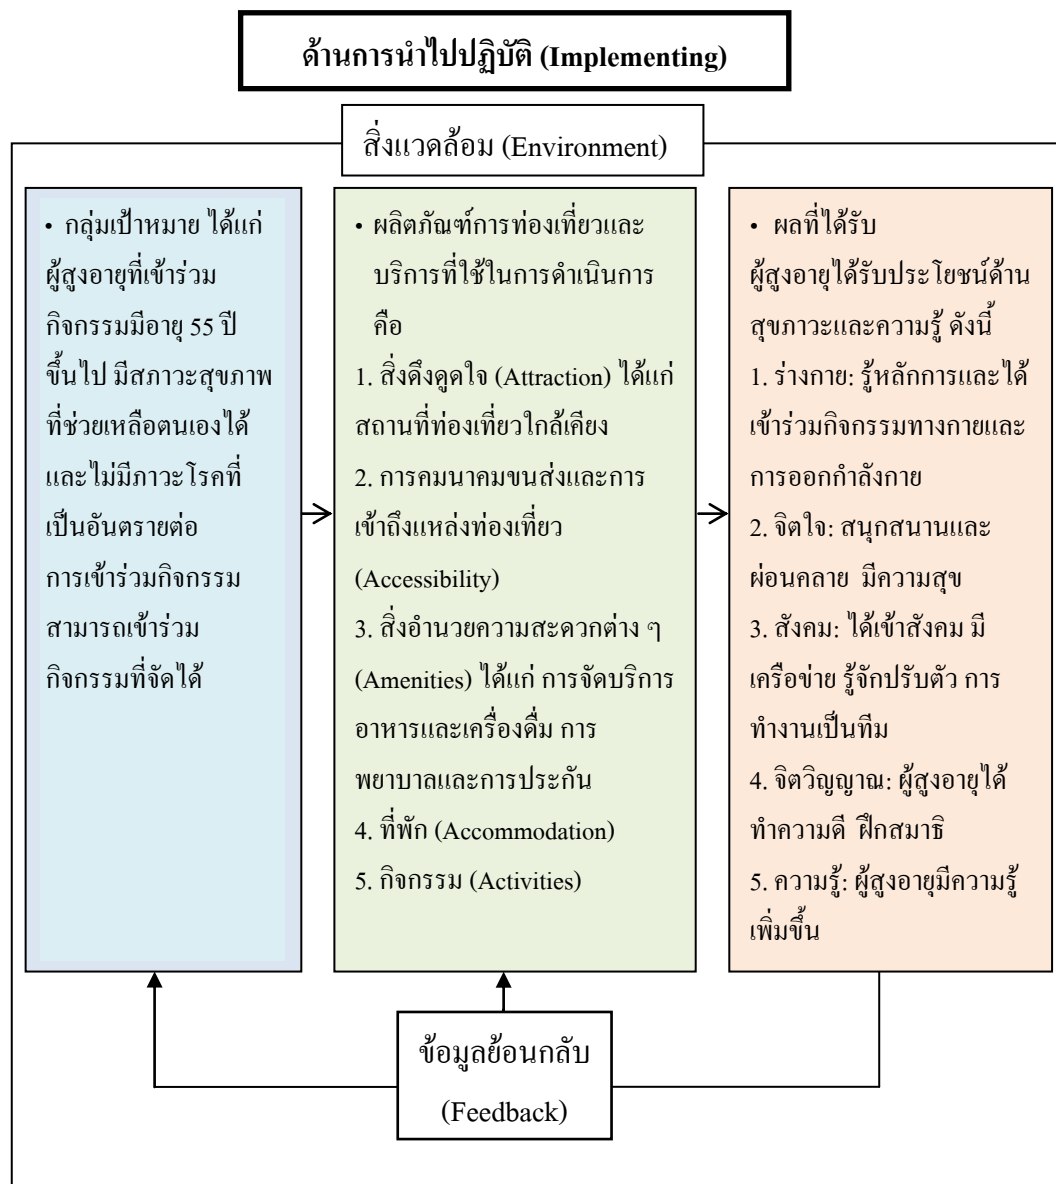 ด้านการนำไปปฏิบัติ (Implementing)
สิ่งแวดล้อม (Environment)
• กลุ่มเป้าหมาย ได้แก่
ผู้สูงอายุที่เข้าร่วม
กิจกรรมมีอายุ 55 ปี
ขึ้นไป มีสภาวะสุขภาพ
ที่ช่วยเหลือตนเองได้
และไม่มีภาวะโรคที่
เป็นอันตรายต่อ
การเข้าร่วมกิจกรรม
สามารถเข้าร่วม
กิจกรรมที่จัดได้
• ผลิตภัณฑ์การท่องเที่ยวและ
บริการที่ใช้ในการดำเนินการ
คือ
1. สิ่งดึงดูดใจ (Attraction) ได้แก่
สถานที่ท่องเที่ยวใกล้เคียง
2. การคมนาคมขนส่งและการ
เข้าถึงแหล่งท่องเที่ยว
(Accessibility)
3. สิ่งอำนวยความสะดวกต่าง ๆ
(Amenities) ได้แก่ การจัดบริการ
อาหารและเครื่องดื่ม การ
พยาบาลและการประกัน
4. ที่พัก (Accommodation)
5. กิจกรรม (Activities)
• ผลที่ได้รับ
ผู้สูงอายุได้รับประโยชน์ด้าน
สุขภาวะและความรู้ ดังนี้
1. ร่างกาย: รู้หลักการและได้
เข้าร่วมกิจกรรมทางกายและ
การออกกำลังกาย
2. จิตใจ: สนุกสนานและ
ผ่อนคลาย มีความสุข
3. สังคม: ได้เข้าสังคม มี
เครือข่าย รู้จักปรับตัว การ
ทำงานเป็นทีม
4. จิตวิญญาณ: ผู้สูงอายุได้
ทำความดี ฝึกสมาธิ
5. ความรู้: ผู้สูงอายุมีความรู้
เพิ่มขึ้น
ข้อมูลย้อนกลับ
(Feedback)